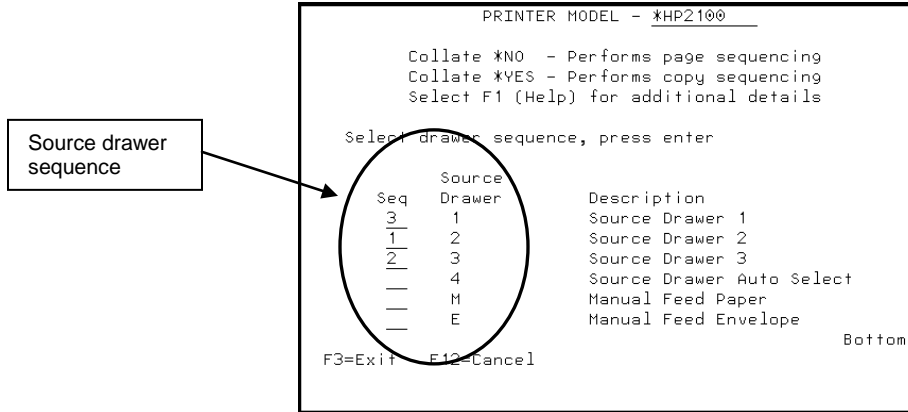 PRINTER MODEL - *HP2100
Collate *NO - Performs page sequencing
Collate *YES - Performs copy sequencing
Select F1 (Help) for additional details
Source drawer
sequence
Select drawer sequence, press enter
Source
Seq Drawer Description
3 1 Source Drawer 1
1 2 Source Drawer 2
2 3 Source Drawer 3
4 Source Drawer Auto Select
M Manual Feed Paper
E Manual Feed Envelope
Bottom
F3=Exit F12=Cancel